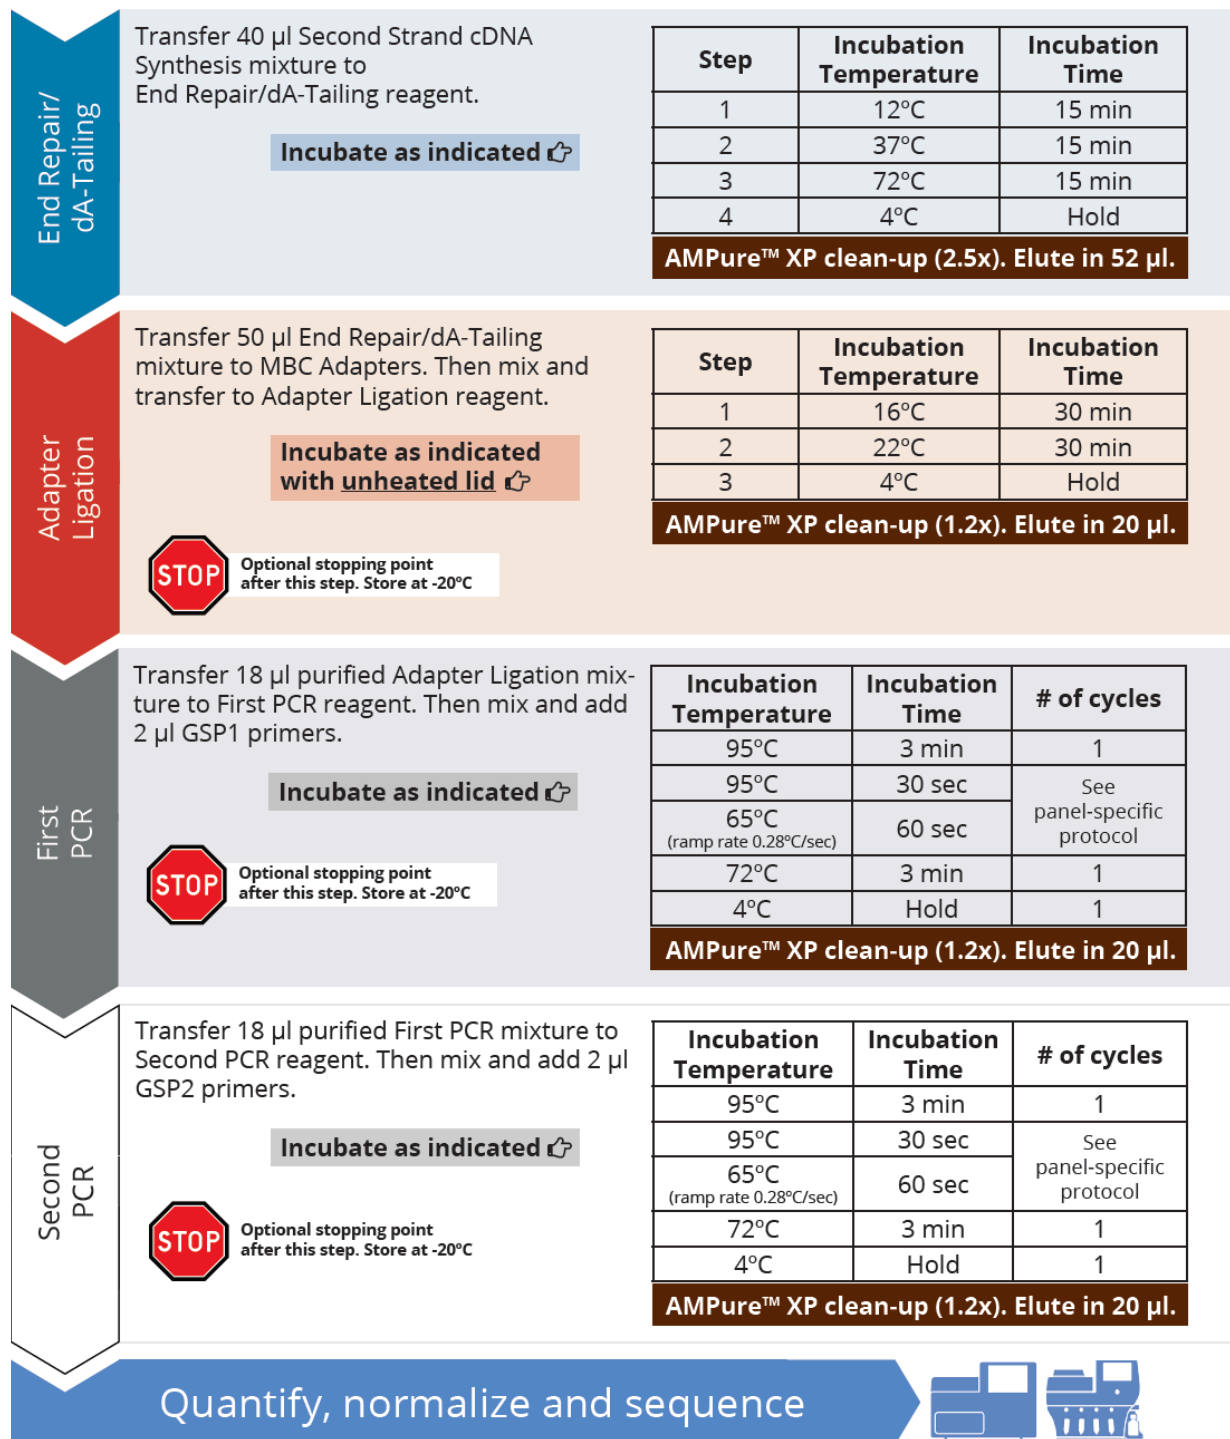 End Repair/
dA-Tailing
Transfer 40 µl Second Strand cDNA
Synthesis mixture to
End Repair/dA-Tailing reagent.
Incubate as indicated
Step Incubation Temperature Incubation Time
1 12°C 15 min
2 37°C 15 min
3 72°C 15 min
4 4°C Hold
AMPure™ XP clean-up (2.5x). Elute in 52 µl.
Adapter
Ligation
Transfer 50 µl End Repair/dA-Tailing
mixture to MBC Adapters. Then mix and
transfer to Adapter Ligation reagent.
Incubate as indicated
with unheated lid
STOP
Optional stopping point
after this step. Store at -20°C
Step Incubation Temperature Incubation Time
1 16°C 30 min
2 22°C 30 min
3 4°C Hold
AMPure™ XP clean-up (1.2x). Elute in 20 µl.
First
PCR
Transfer 18 µl purified Adapter Ligation mix-
ture to First PCR reagent. Then mix and add
2 µl GSP1 primers.
Incubate as indicated
STOP
Optional stopping point
after this step. Store at -20°C
Incubation Temperature Incubation Time # of cycles
95°C 3 min 1
95°C 30 sec See
panel-specific
protocol
65°C 60 sec
(ramp rate 0.28°C/sec)
72°C 3 min 1
4°C Hold 1
AMPure™ XP clean-up (1.2x). Elute in 20 µl.
Second
PCR
Transfer 18 µl purified First PCR mixture to
Second PCR reagent. Then mix and add 2 µl
GSP2 primers.
Incubate as indicated
STOP
Optional stopping point
after this step. Store at -20°C
Incubation Temperature Incubation Time # of cycles
95°C 3 min 1
95°C 30 sec See
panel-specific
protocol
65°C 60 sec
(ramp rate 0.28°C/sec)
72°C 3 min 1
4°C Hold 1
AMPure™ XP clean-up (1.2x). Elute in 20 µl.
Quantify, normalize and sequence